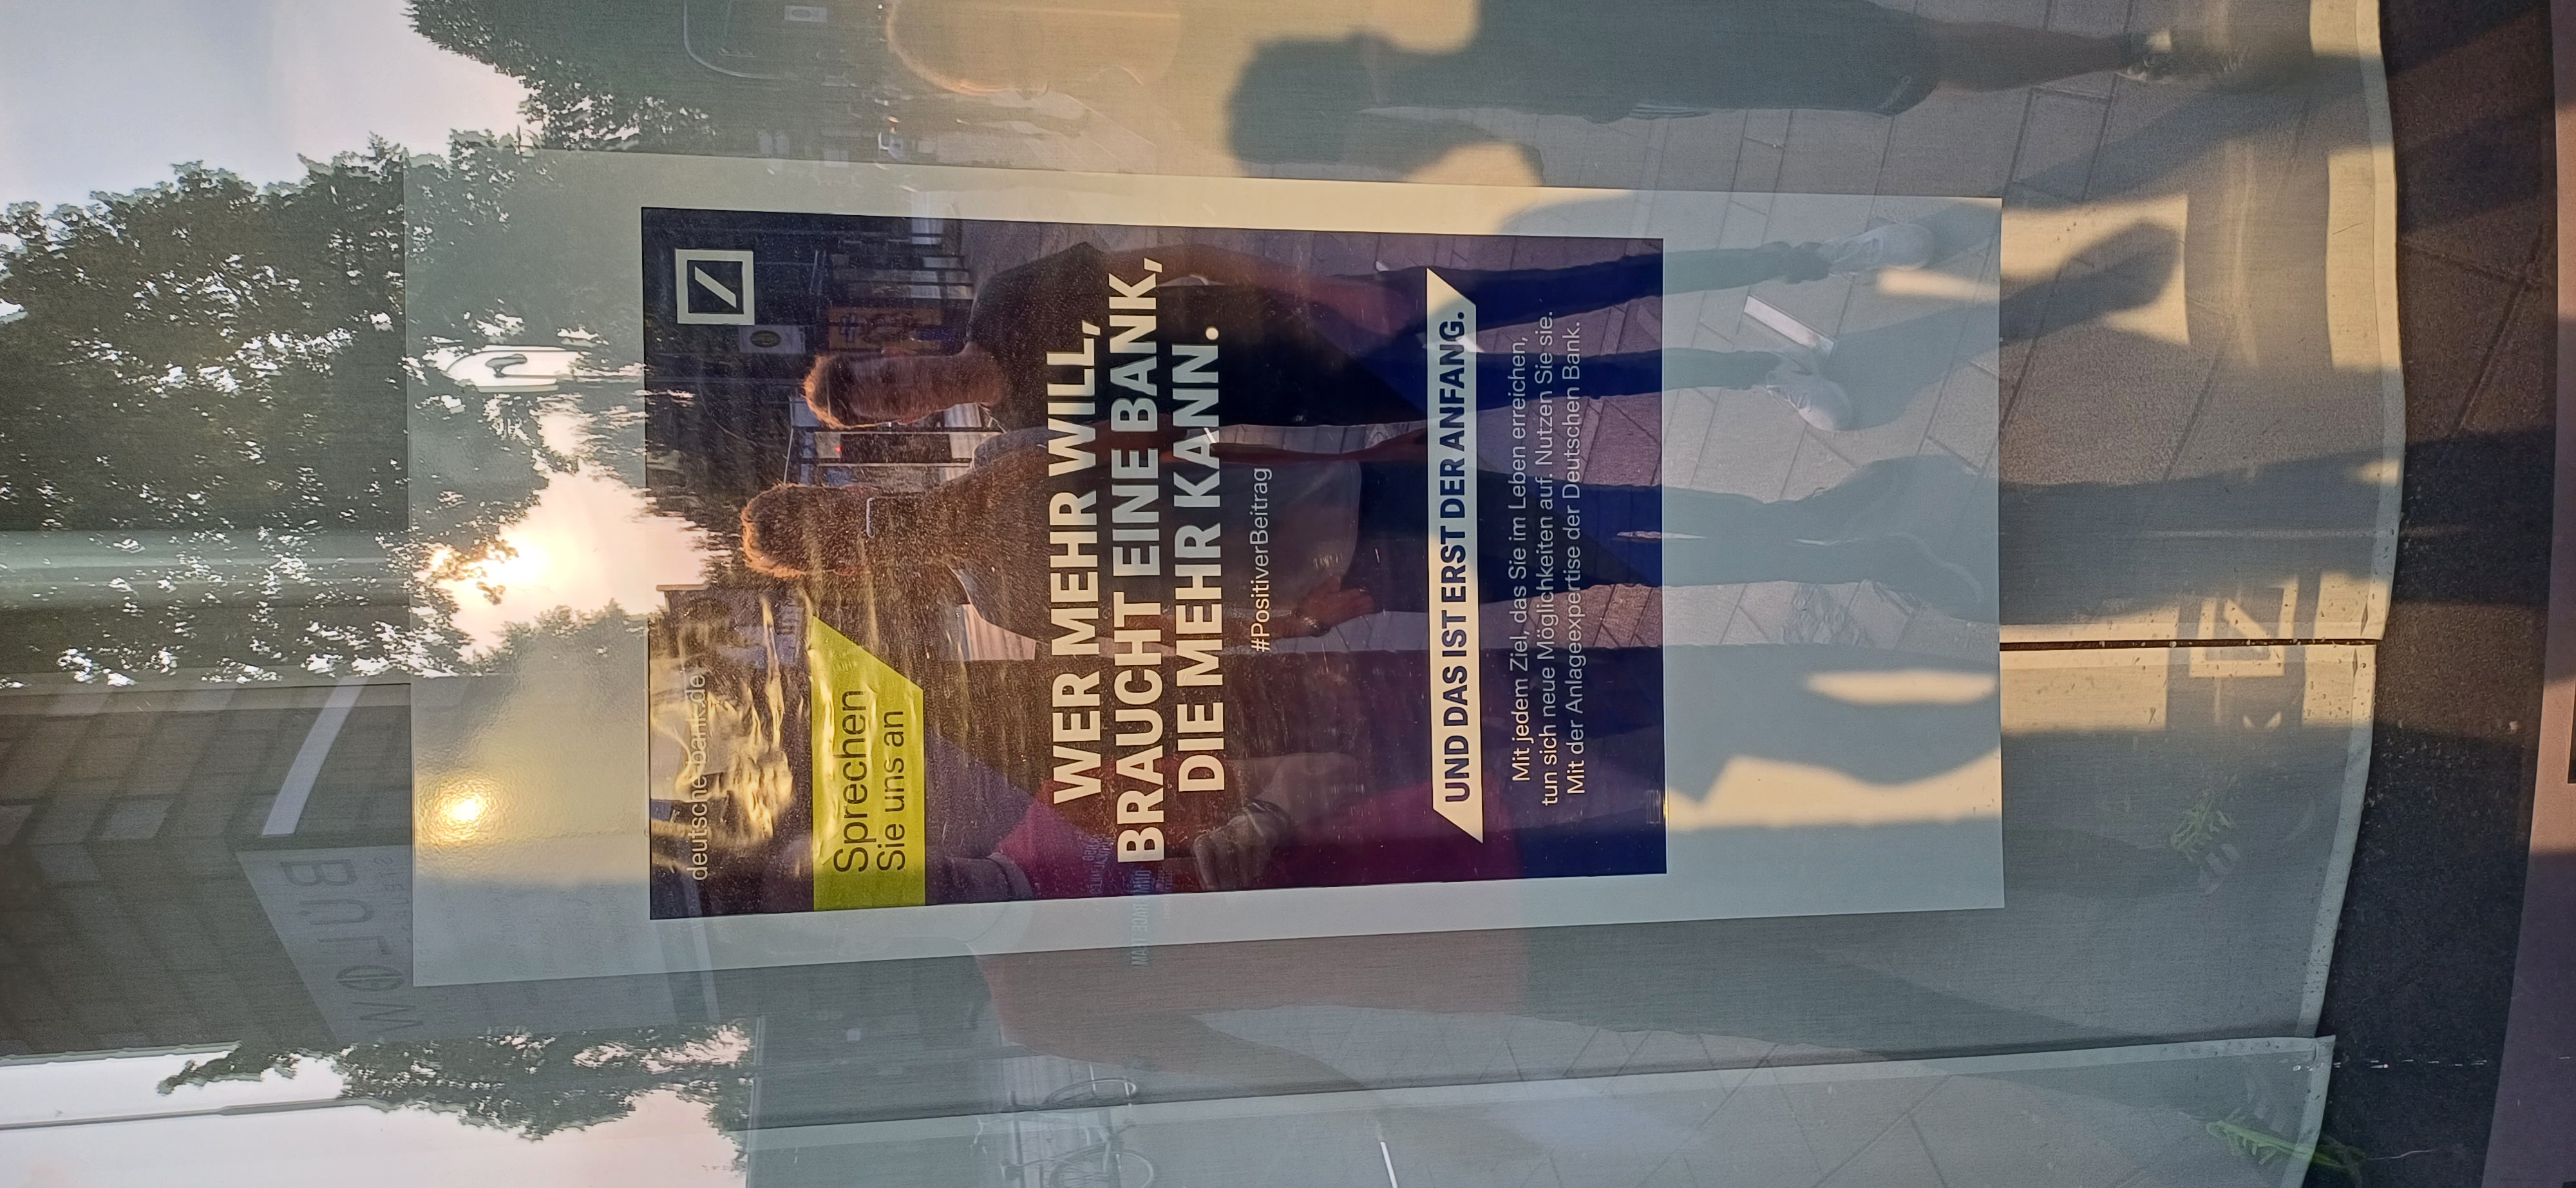 BÜLOW
deutsche-bank.de
Sprechen
Sie uns an
WER MEHR WILL,
BRAUCHT EINE BANK,
DIE MEHR KANN.
#PositiverBeitrag
UND DAS IST ERST DER ANFANG.
Mit jedem Ziel, das Sie im Leben erreichen,
tun sich neue Möglichkeiten auf. Nutzen Sie sie.
Mit der Anlageexpertise der Deutschen Bank.